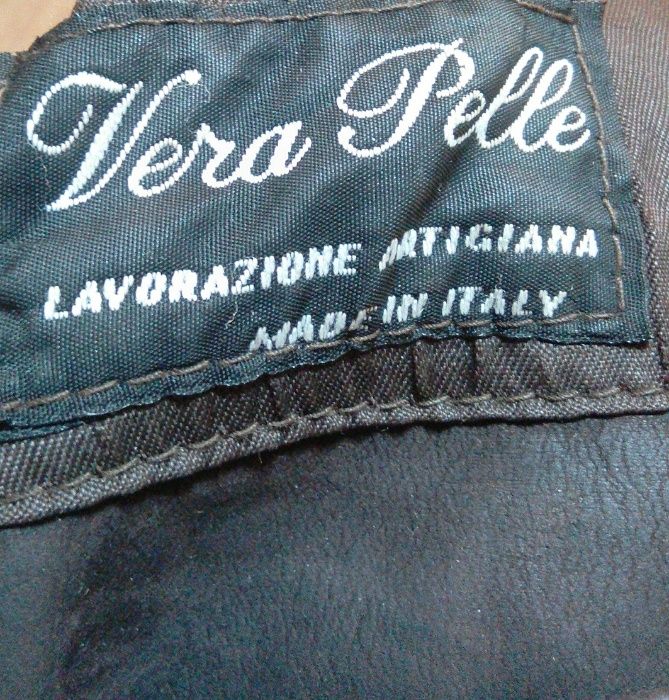 Vera Pelle
LAVORAZIONE ARTIGIANA
MADE IN ITALY